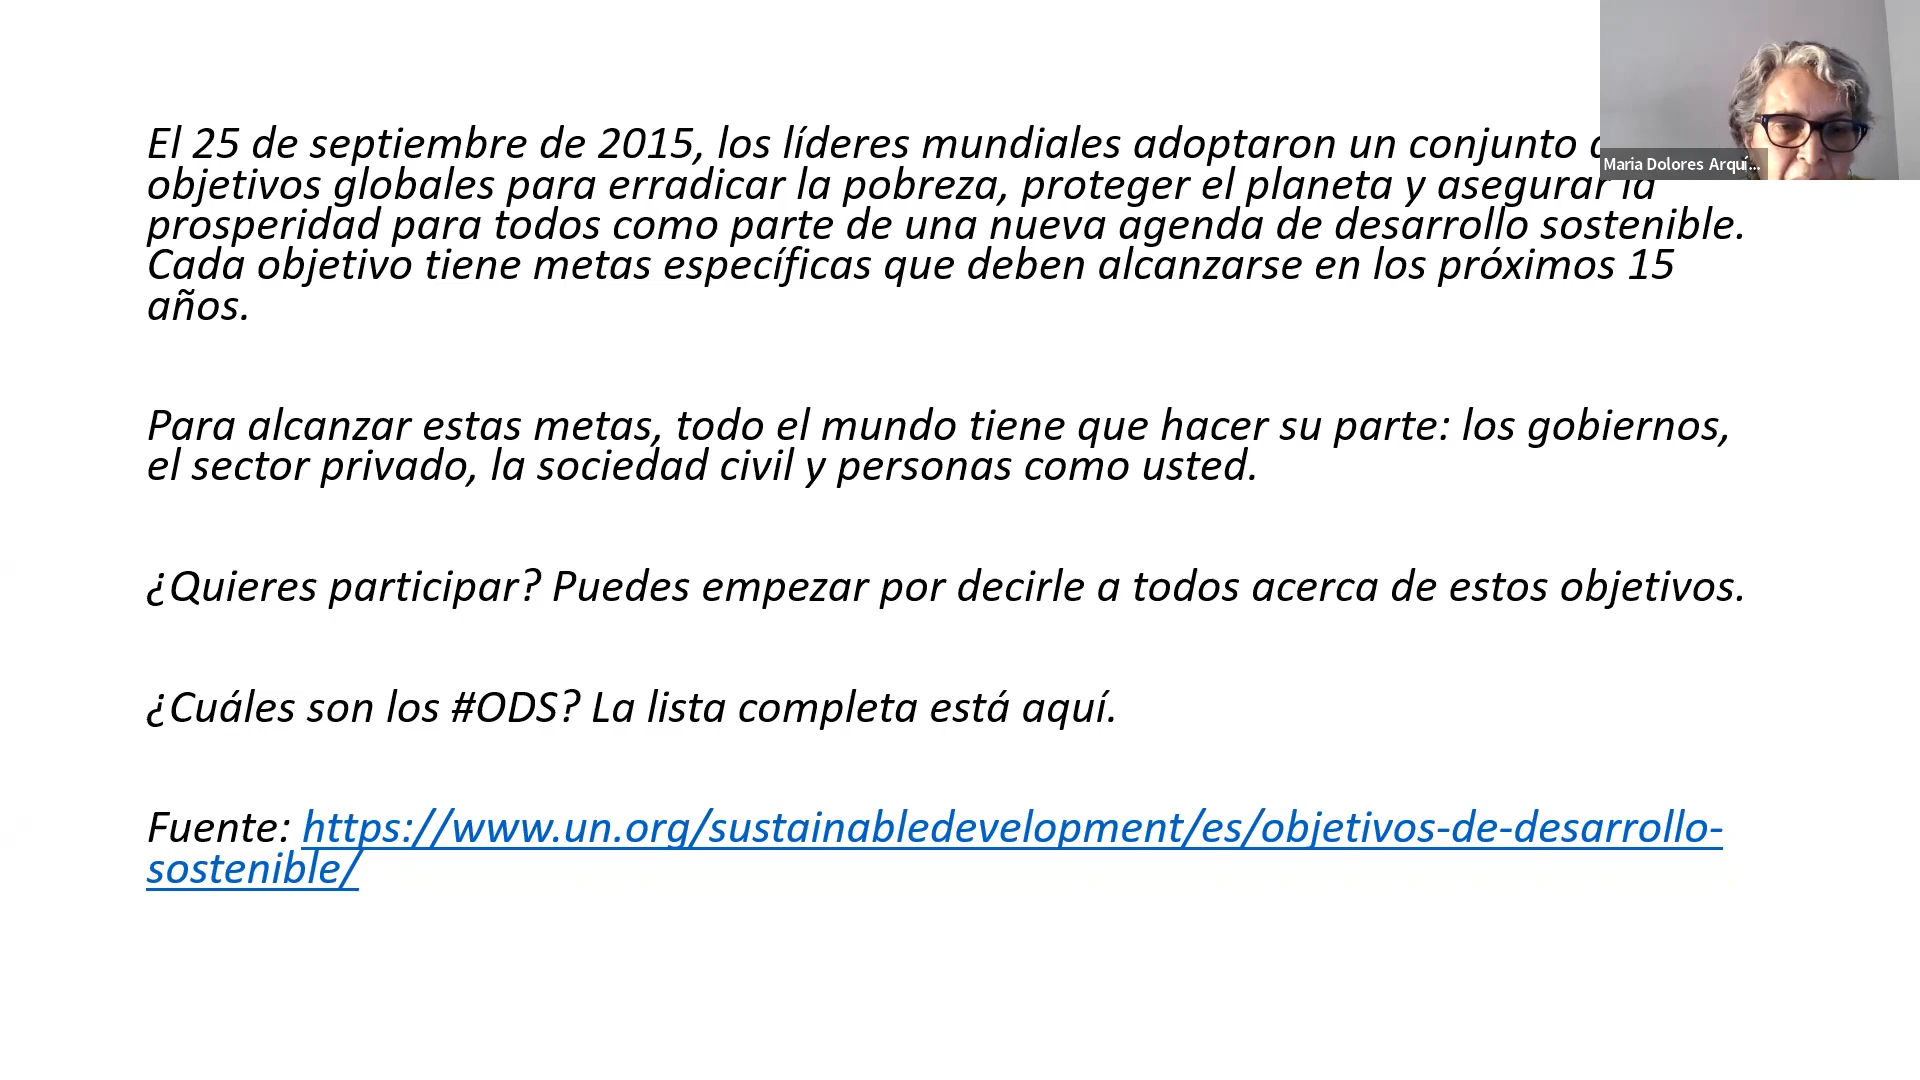 El 25 de septiembre de 2015, los líderes mundiales adoptaron un conjunto
objetivos globales para erradicar la pobreza, proteger el planeta y asegurar la
prosperidad para todos como parte de una nueva agenda de desarrollo sostenible.
Cada objetivo tiene metas específicas que deben alcanzarse en los próximos 15
años.
Para alcanzar estas metas, todo el mundo tiene que hacer su parte: los gobiernos,
el sector privado, la sociedad civil y personas como usted.
¿Quieres participar? Puedes empezar por decirle a todos acerca de estos objetivos.
¿Cuáles son los #ODS? La lista completa está aquí.
Fuente: https://www.un.org/sustainabledevelopment/es/objetivos-de-desarrollo-
sostenible/
Maria Dolores Arquí...